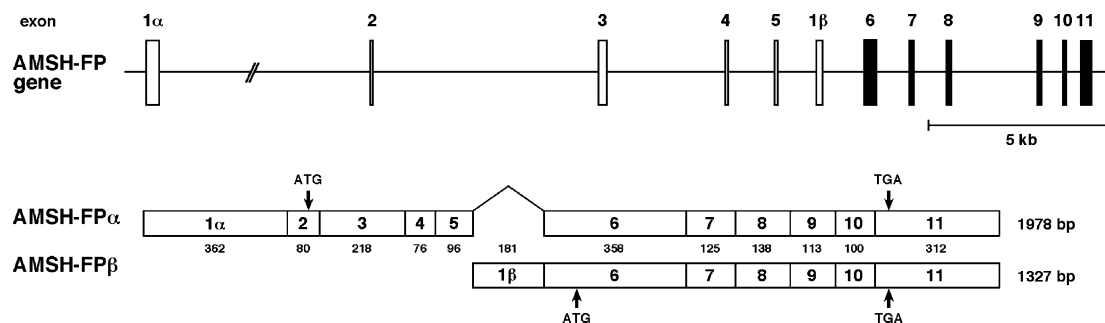 exon 1α 2 3 4 5 1β 6 7 8 9 10 11
AMSH-FP
gene
5 kb
ATG TGA
AMSH-FPα 1α 2 3 4 5 6 7 8 9 10 11 1978 bp
362 80 218 76 96 181 358 125 138 113 100 312
AMSH-FPβ 1β 6 7 8 9 10 11 1327 bp
ATG TGA